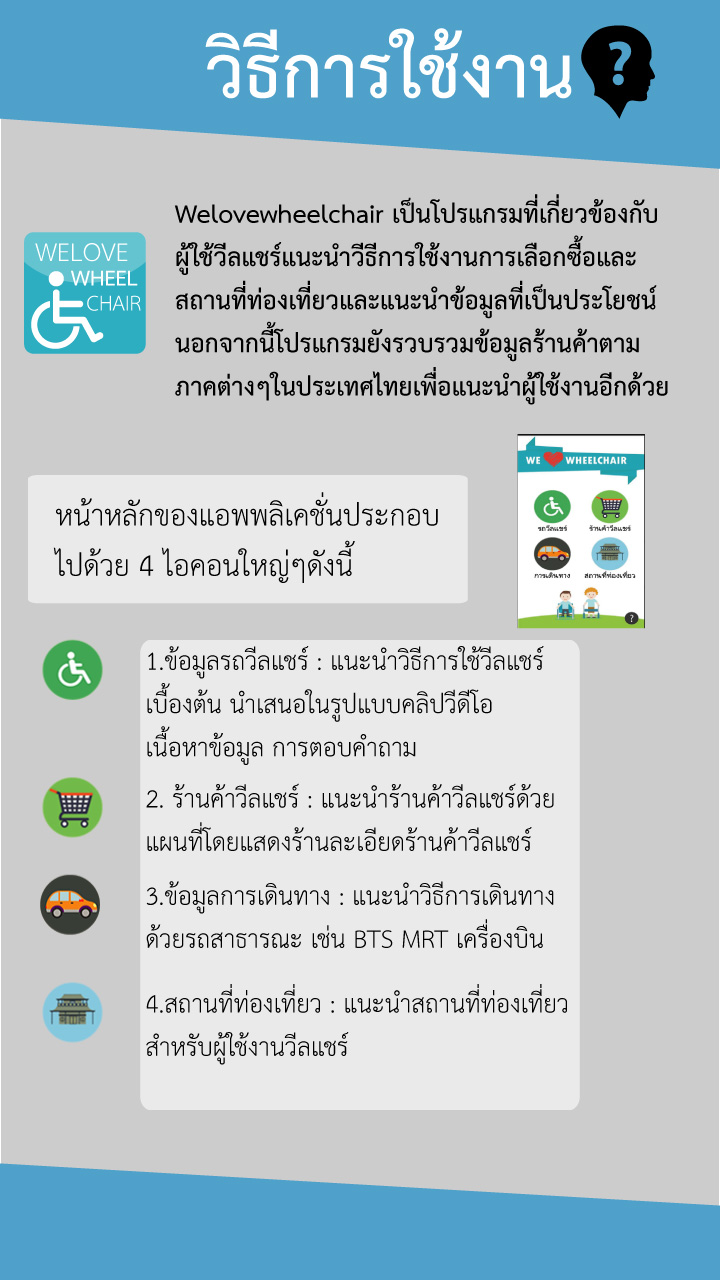 วิธีการใช้งาน
?
Welovewheelchair เป็นโปรแกรมที่เกี่ยวข้องกับ
ผู้ใช้วีลแชร์แนะนำวีธีการใช้งานการเลือกซื้อและ
สถานที่ท่องเที่ยวและแนะนำข้อมูลที่เป็นประโยชน์
นอกจากนี้โปรแกรมยังรวบรวมข้อมูลร้านค้าตาม
ภาคต่างๆในประเทศไทยเพื่อแนะนำผู้ใช้งานอีกด้วย
WELOVE
WHEEL
CHAIR
WE WHEELCHAIR
รถวีลแชร์ ร้านค้าวีลแชร์
การเดินทาง สถานที่ท่องเที่ยว
?
หน้าหลักของแอพพลิเคชั่นประกอบ
ไปด้วย 4 ไอคอนใหญ่ๆดังนี้
1.ข้อมูลรถวีลแชร์ : แนะนำวิธีการใช้วีลแชร์
เบื้องต้น นำเสนอในรูปแบบคลิปวีดีโอ
เนื้อหาข้อมูล การตอบคำถาม
2. ร้านค้าวีลแชร์ : แนะนำร้านค้าวีลแชร์ด้วย
แผนที่โดยแสดงร้านละเอียดร้านค้าวีลแชร์
3.ข้อมูลการเดินทาง : แนะนำวิธีการเดินทาง
ด้วยรถสาธารณะ เช่น BTS MRT เครื่องบิน
4.สถานที่ท่องเที่ยว : แนะนำสถานที่ท่องเที่ยว
สำหรับผู้ใช้งานวีลแชร์